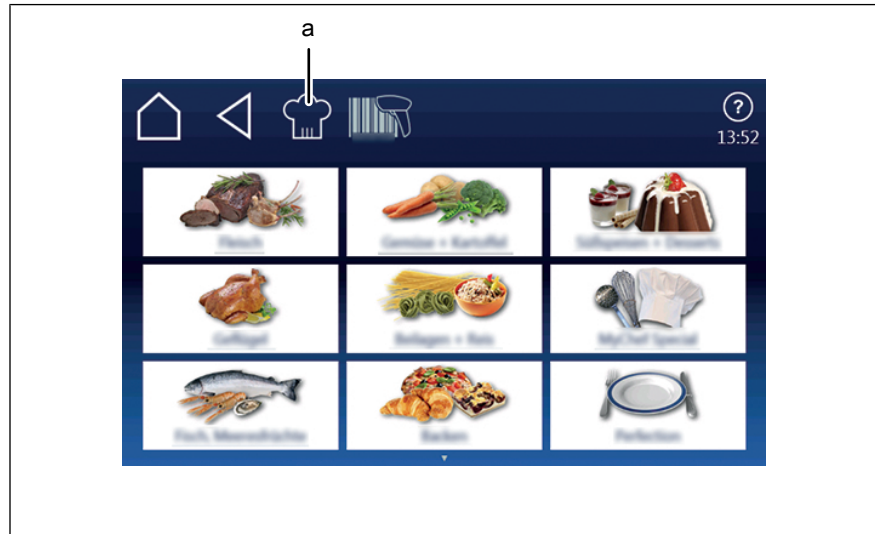 a
?
13:52
Fleisch
Gemüse + Kartoffel
Süßspeisen + Desserts
Geflügel
Beilagen + Reis
MyChef Special
Fisch, Meeresfrüchte
Backen
Perfection